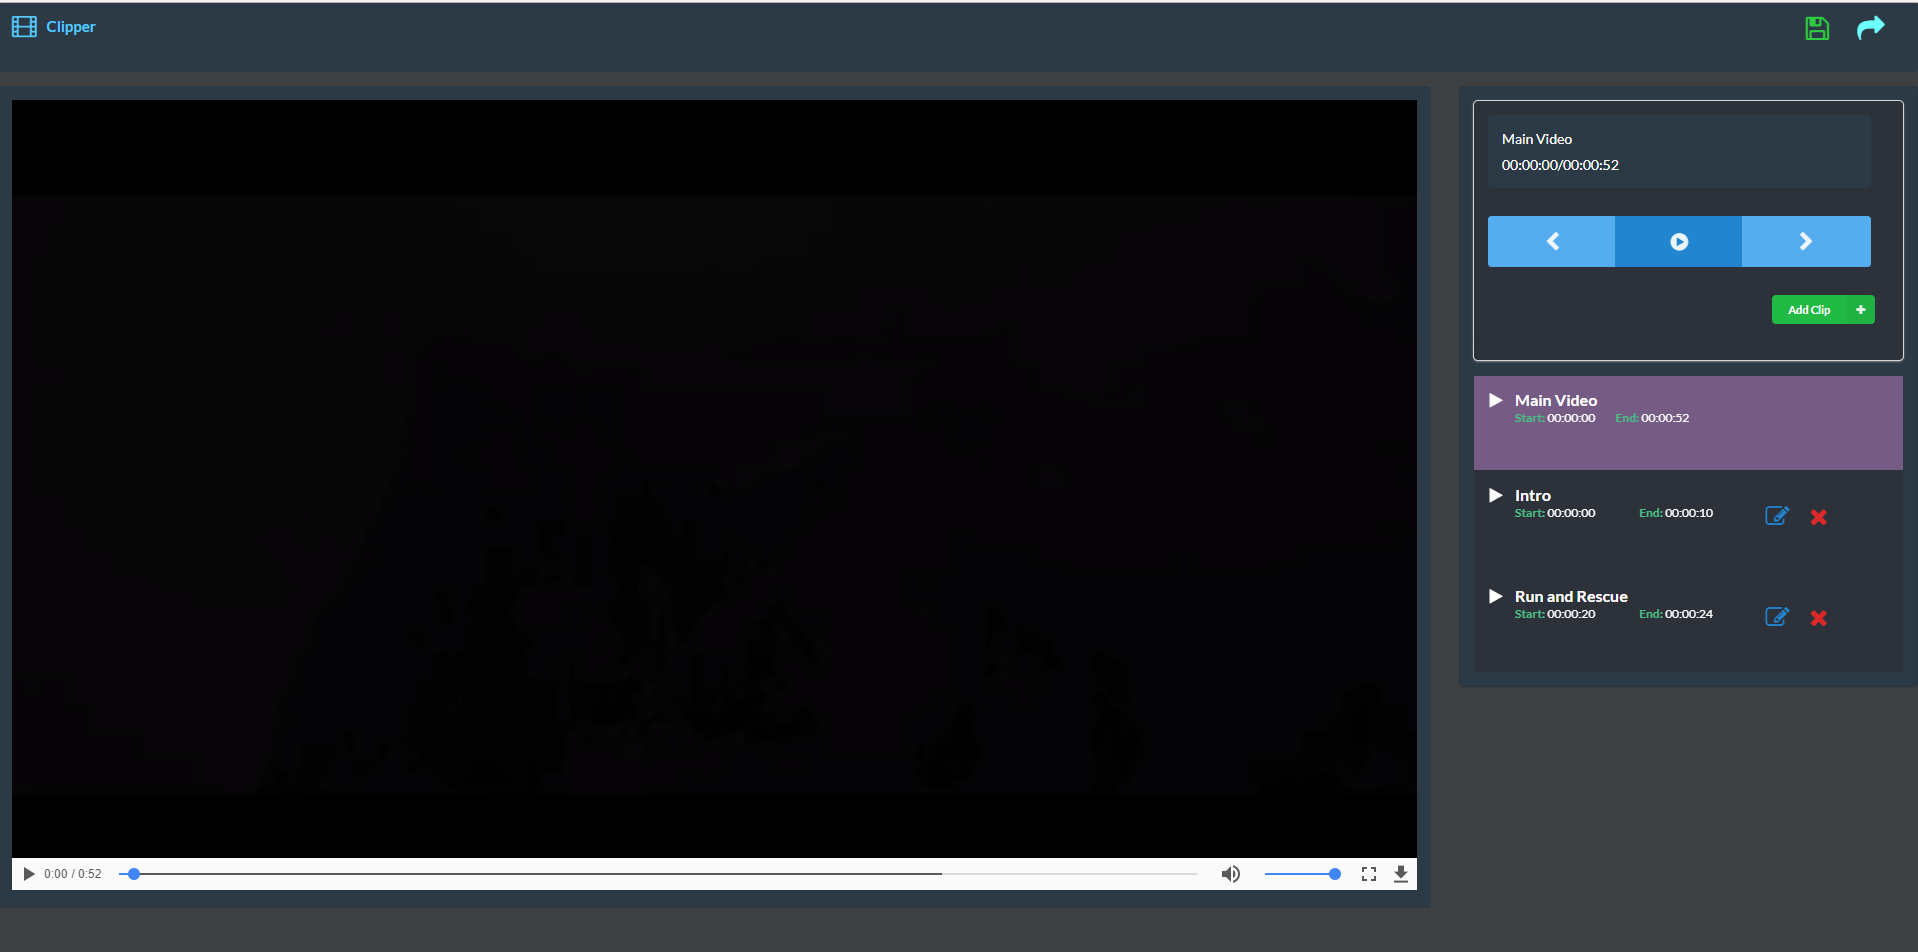 Clipper
0:00 / 0:52
Main Video
00:00:00/00:00:52
Add Clip
Main Video
Start: 00:00:00 End: 00:00:52
Intro
Start: 00:00:00 End: 00:00:10
Run and Rescue
Start: 00:00:20 End: 00:00:24